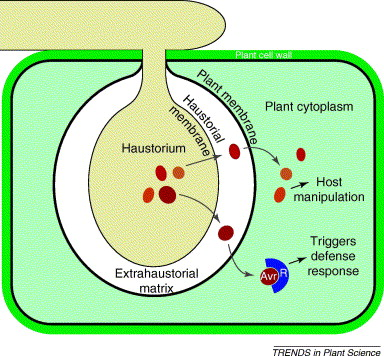 Plant cell wall
Plant membrane
Haustorial
membrane
Plant cytoplasm
Haustorium
Host
manipulation
Extrahaustorial
matrix
Avr
R
Triggers
defense
response
TRENDS in Plant Science